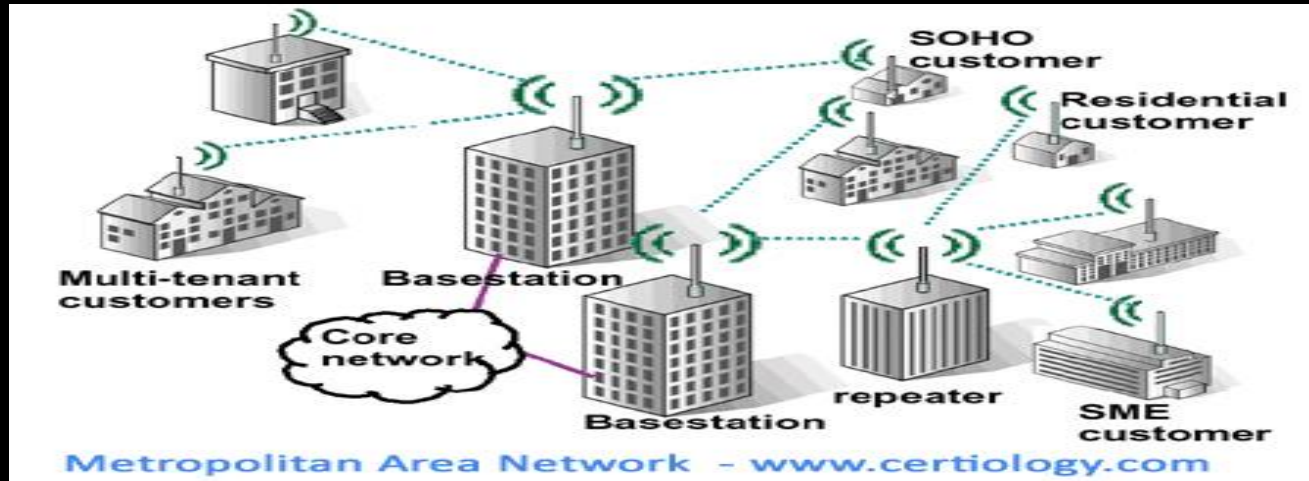 SOHO
customer
Residential
customer
Multi-tenant
customers
Basestation
Core
network
Basestation
repeater
SME
customer
Metropolitan Area Network - www.certiology.com